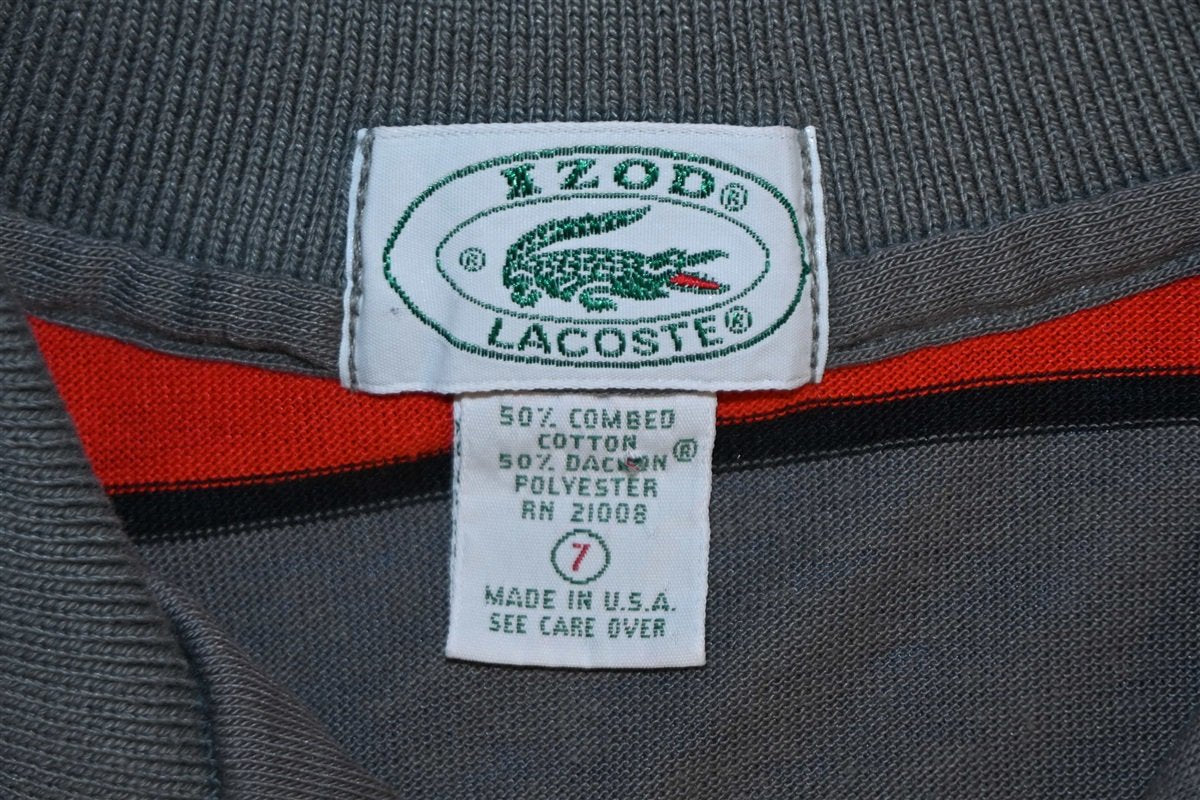 IZOD®
®
LACOSTE®
50% COMBED
COTTON
50% DACRON®
POLYESTER
RN 21008
7
MADE IN U.S.A.
SEE CARE OVER